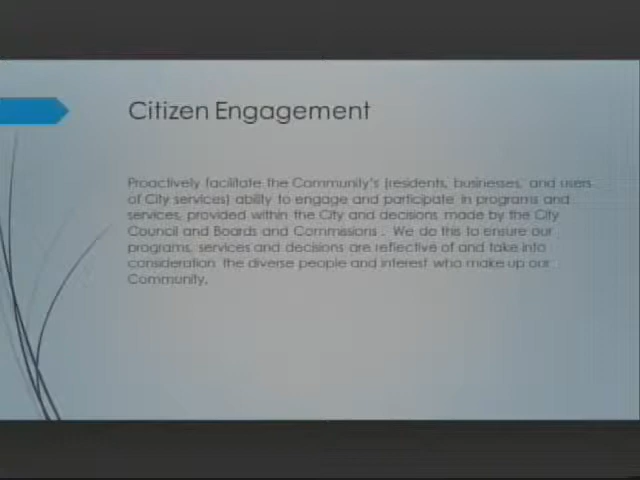 Citizen Engagement
Proactively facilitate the Community's (residents, businesses, and users
of City services) ability to engage and participate in programs and
services, provided within the City and decisions made by the City
Council and Boards and Commissions . We do this to ensure our
programs, services and decisions are reflective of and take into
consideration the diverse people and interest who make up our
Community.